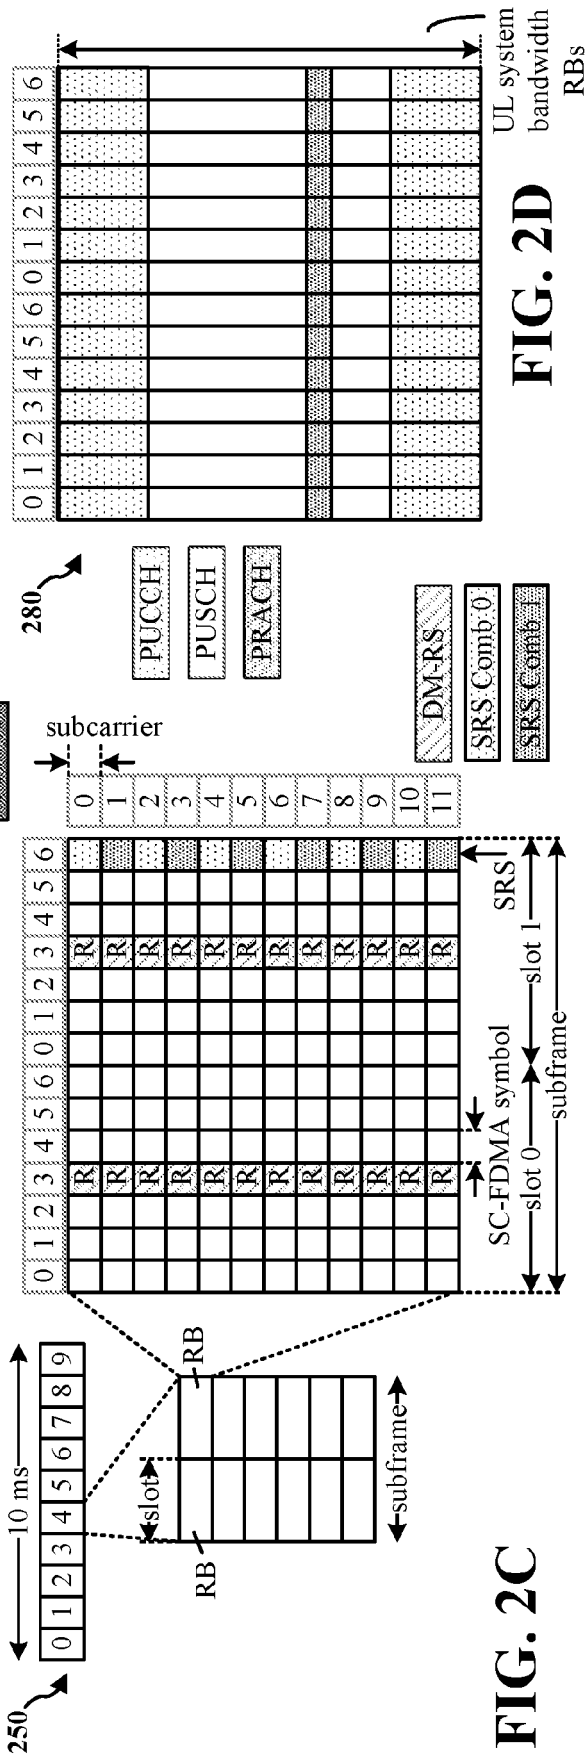 250
10 ms
0 1 2 3 4 5 6 7 8 9
slot
RB
RB
subframe
FIG. 2C
0 1 2 3 4 5 6 0 1 2 3 4 5 6
R R
R R
R R
R R
R R
R R
R R
R R
R R
R R
R R
R R
subcarrier
0
1
2
3
4
5
6
7
8
9
10
11
SC-FDMA symbol
SRS
slot 0
slot 1
subframe
DM-RS
SRS Comb 0
SRS Comb 1
280
PUCCH
PUSCH
PRACH
0 1 2 3 4 5 6 0 1 2 3 4 5 6
UL system
bandwidth
RBs
FIG. 2D